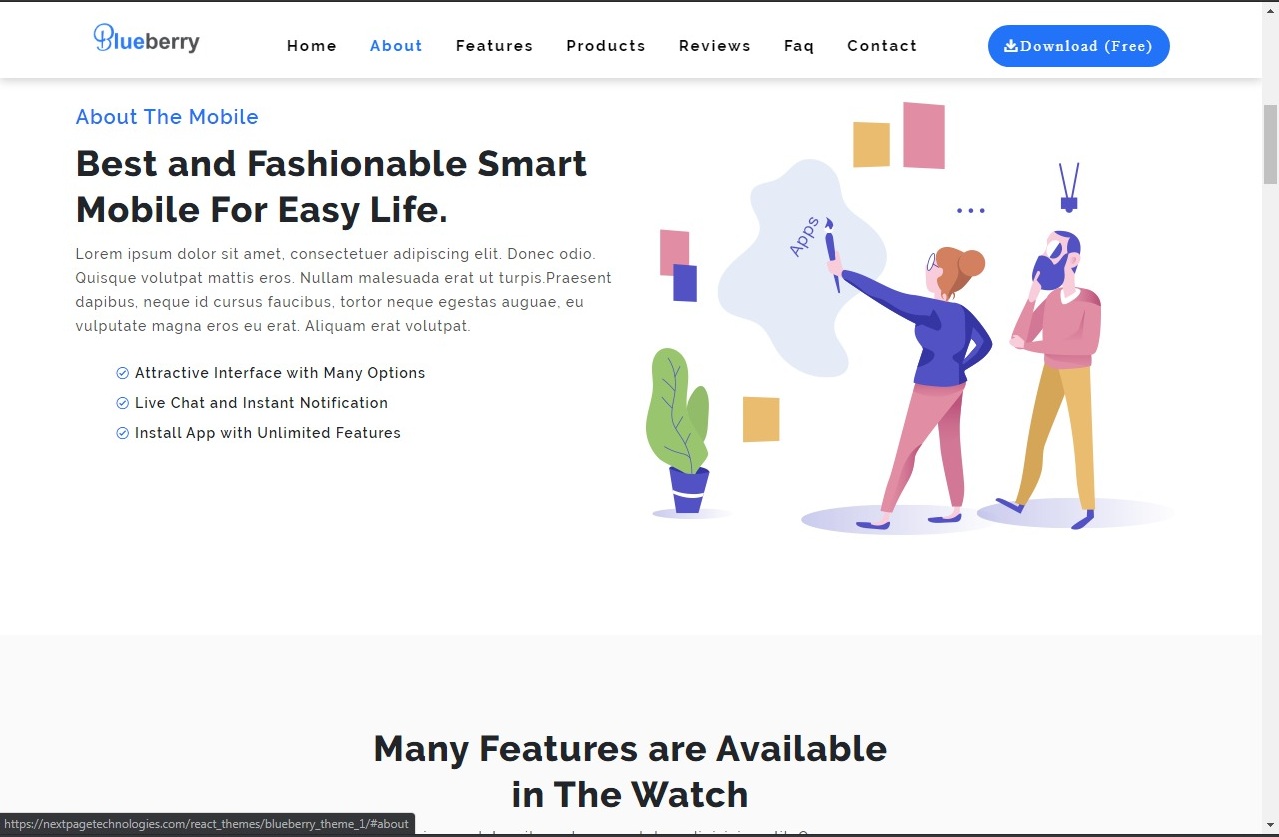 Blueberry
Home About Features Products Reviews Faq Contact
Download (Free)
About The Mobile
Best and Fashionable Smart
Mobile For Easy Life.
Lorem ipsum dolor sit amet, consectetuer adipiscing elit. Donec odio.
Quisque volutpat mattis eros. Nullam malesuada erat ut turpis.Praesent
dapibus, neque id cursus faucibus, tortor neque egestas auguae, eu
vulputate magna eros eu erat. Aliquam erat volutpat.
Attractive Interface with Many Options
Live Chat and Instant Notification
Install App with Unlimited Features
Apps
Many Features are Available
in The Watch
https://nextpagetechnologies.com/react_themes/blueberry_theme_1/#about